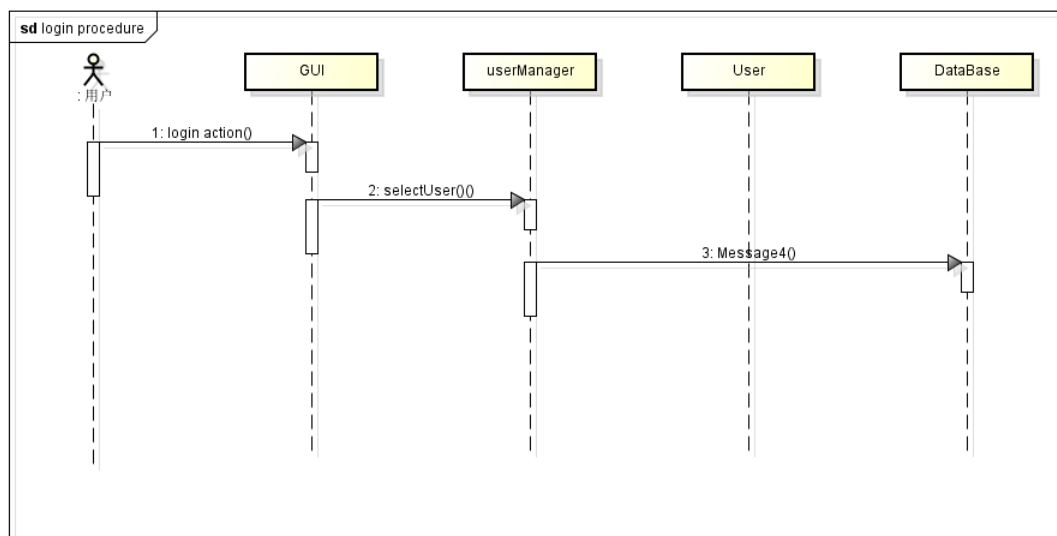 sd login procedure
: 用户
GUI
userManager
User
DataBase
1: login action()
2: selectUser()()
3: Message4()